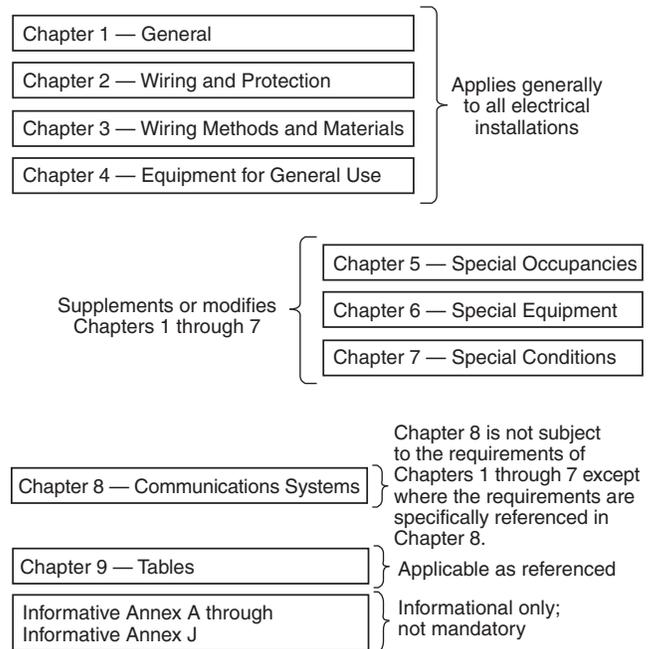 Chapter 1 — General
Chapter 2 — Wiring and Protection
Chapter 3 — Wiring Methods and Materials
Chapter 4 — Equipment for General Use
Applies generally
to all electrical
installations
Supplements or modifies
Chapters 1 through 7
Chapter 5 — Special Occupancies
Chapter 6 — Special Equipment
Chapter 7 — Special Conditions
Chapter 8 — Communications Systems
Chapter 8 is not subject
to the requirements of
Chapters 1 through 7 except
where the requirements are
specifically referenced in
Chapter 8.
Chapter 9 — Tables
Applicable as referenced
Informative Annex A through
Informative Annex J
Informational only;
not mandatory